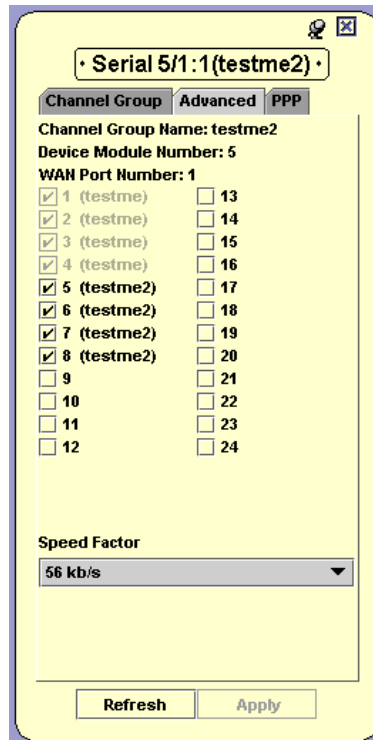 · Serial 5/1:1(testme2) ·
Channel Group Advanced PPP
Channel Group Name: testme2
Device Module Number: 5
WAN Port Number: 1
1 (testme) 13
2 (testme) 14
3 (testme) 15
4 (testme) 16
5 (testme2) 17
6 (testme2) 18
7 (testme2) 19
8 (testme2) 20
9 21
10 22
11 23
12 24
Speed Factor
56 kb/s
Refresh Apply